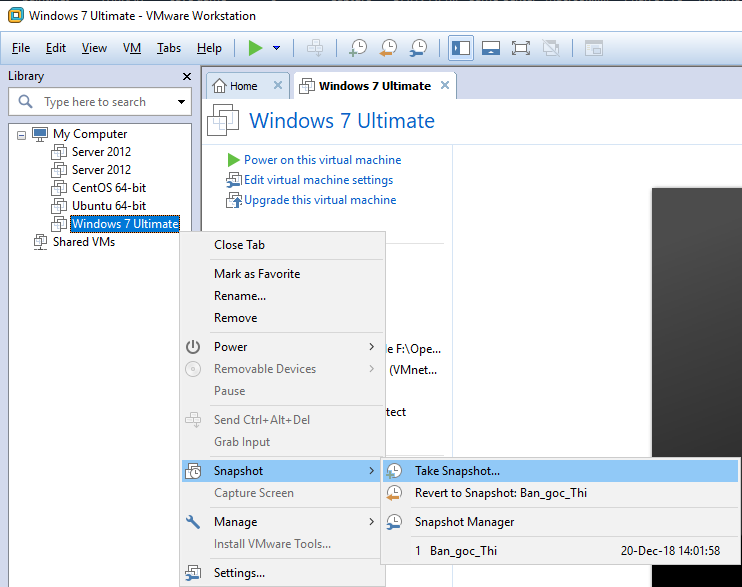 Windows 7 Ultimate - VMware Workstation
File Edit View VM Tabs Help
Library
Type here to search
Home
Windows 7 Ultimate
My Computer
Server 2012
Server 2012
CentOS 64-bit
Ubuntu 64-bit
Windows 7 Ultimate
Shared VMs
Windows 7 Ultimate
Power on this virtual machine
Edit virtual machine settings
Upgrade this virtual machine
Close Tab
Mark as Favorite
Rename...
Remove
Power
Removable Devices
Pause
Send Ctrl+Alt+Del
Grab Input
Snapshot
Capture Screen
Manage
Install VMware Tools...
Settings...
F:\Ope...
(VMnet...
Take Snapshot...
Revert to Snapshot: Ban_goc_Thi
Snapshot Manager
1 Ban_goc_Thi 20-Dec-18 14:01:58